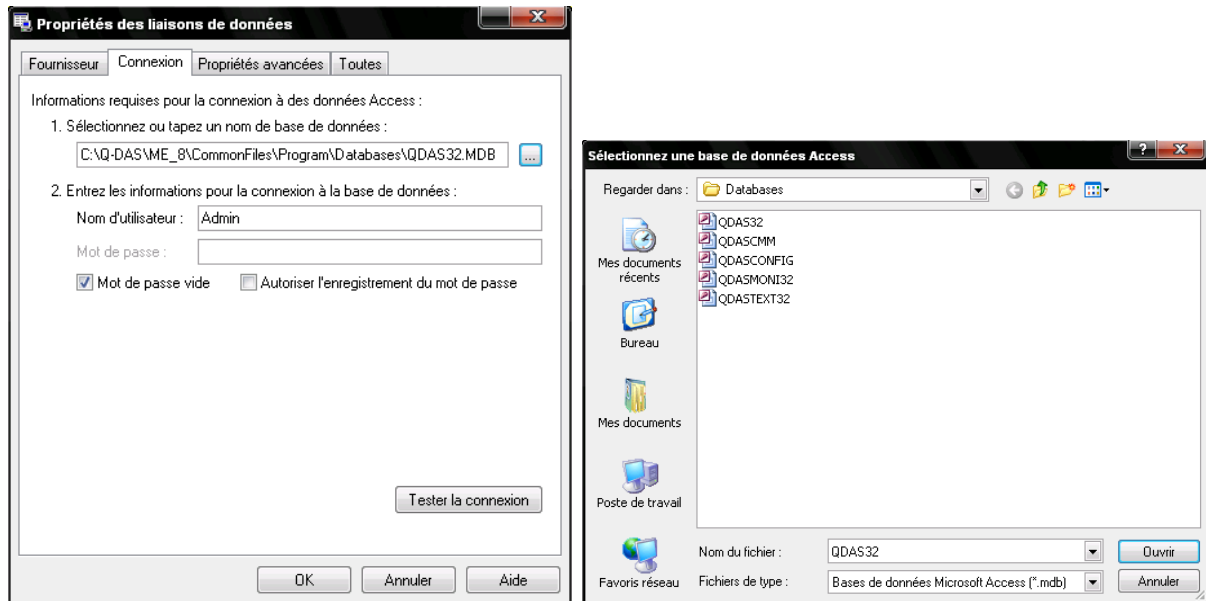 Propriétés des liaisons de données
Fournisseur Connexion Propriétés avancées Toutes
Informations requises pour la connexion à des données Access :
1. Sélectionnez ou tapez un nom de base de données :
C:\Q-DAS\ME_8\CommonFiles\Program\Databases\QDAS32.MDB ...
2. Entrez les informations pour la connexion à la base de données :
Nom d'utilisateur : Admin
Mot de passe :
Mot de passe vide Autoriser l'enregistrement du mot de passe
Tester la connexion
OK Annuler Aide
Sélectionnez une base de données Access
Regarder dans : Databases
Mes documents
récents
Bureau
Mes documents
Poste de travail
Favoris réseau
QDAS32
QDASCMM
QDASCONFIG
QDASMONI32
QDASTEXT32
Nom du fichier : QDAS32 Ouvrir
Fichiers de type : Bases de données Microsoft Access (*.mdb) Annuler